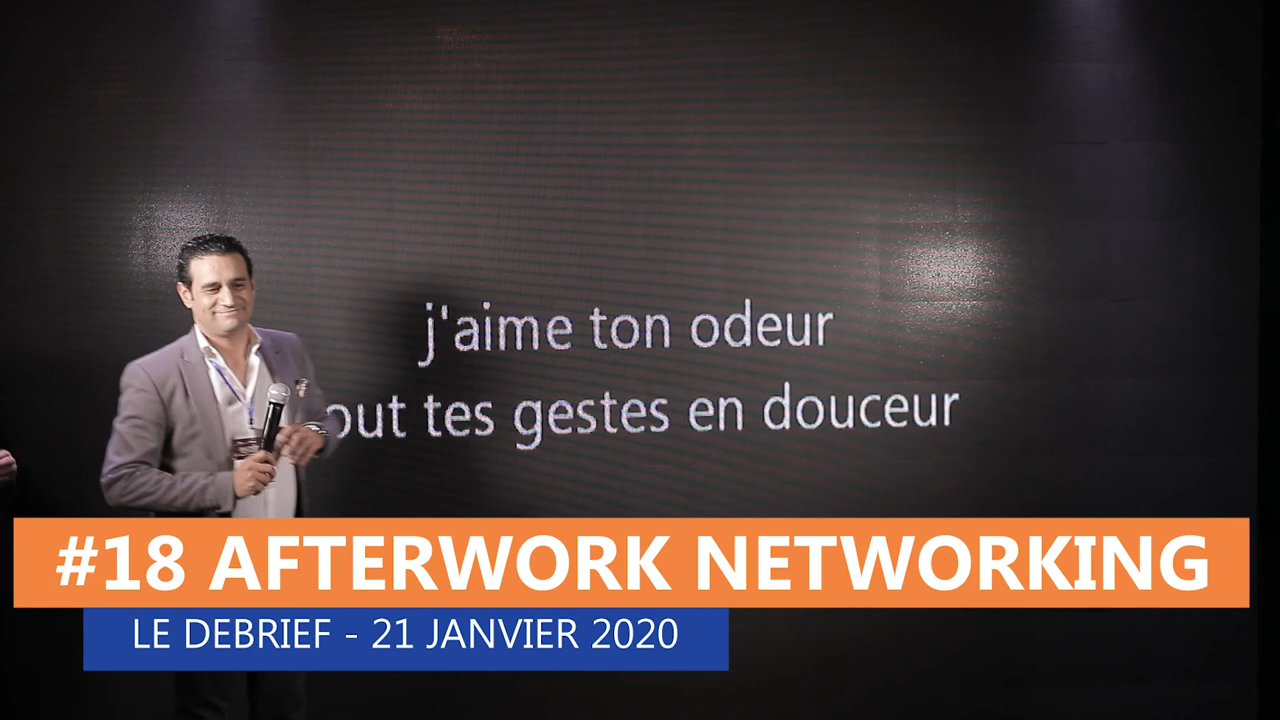 j'aime ton odeur
out tes gestes en douceur
#18 AFTERWORK NETWORKING
LE DEBRIEF - 21 JANVIER 2020